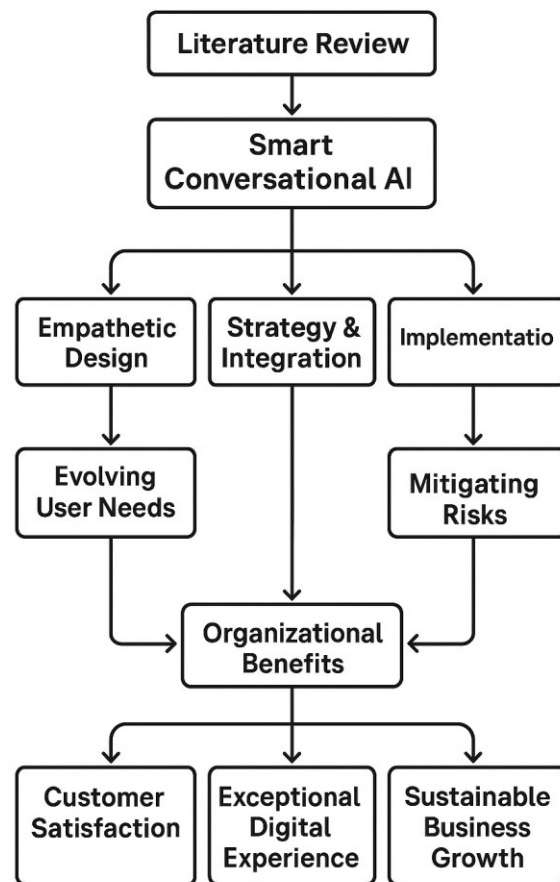 Literature Review
Smart
Conversational AI
Empathetic
Design
Strategy &
Integration
Implementatio
Evolving
User Needs
Mitigating
Risks
Organizational
Benefits
Customer
Satisfaction
Exceptional
Digital
Experience
Sustainable
Business
Growth